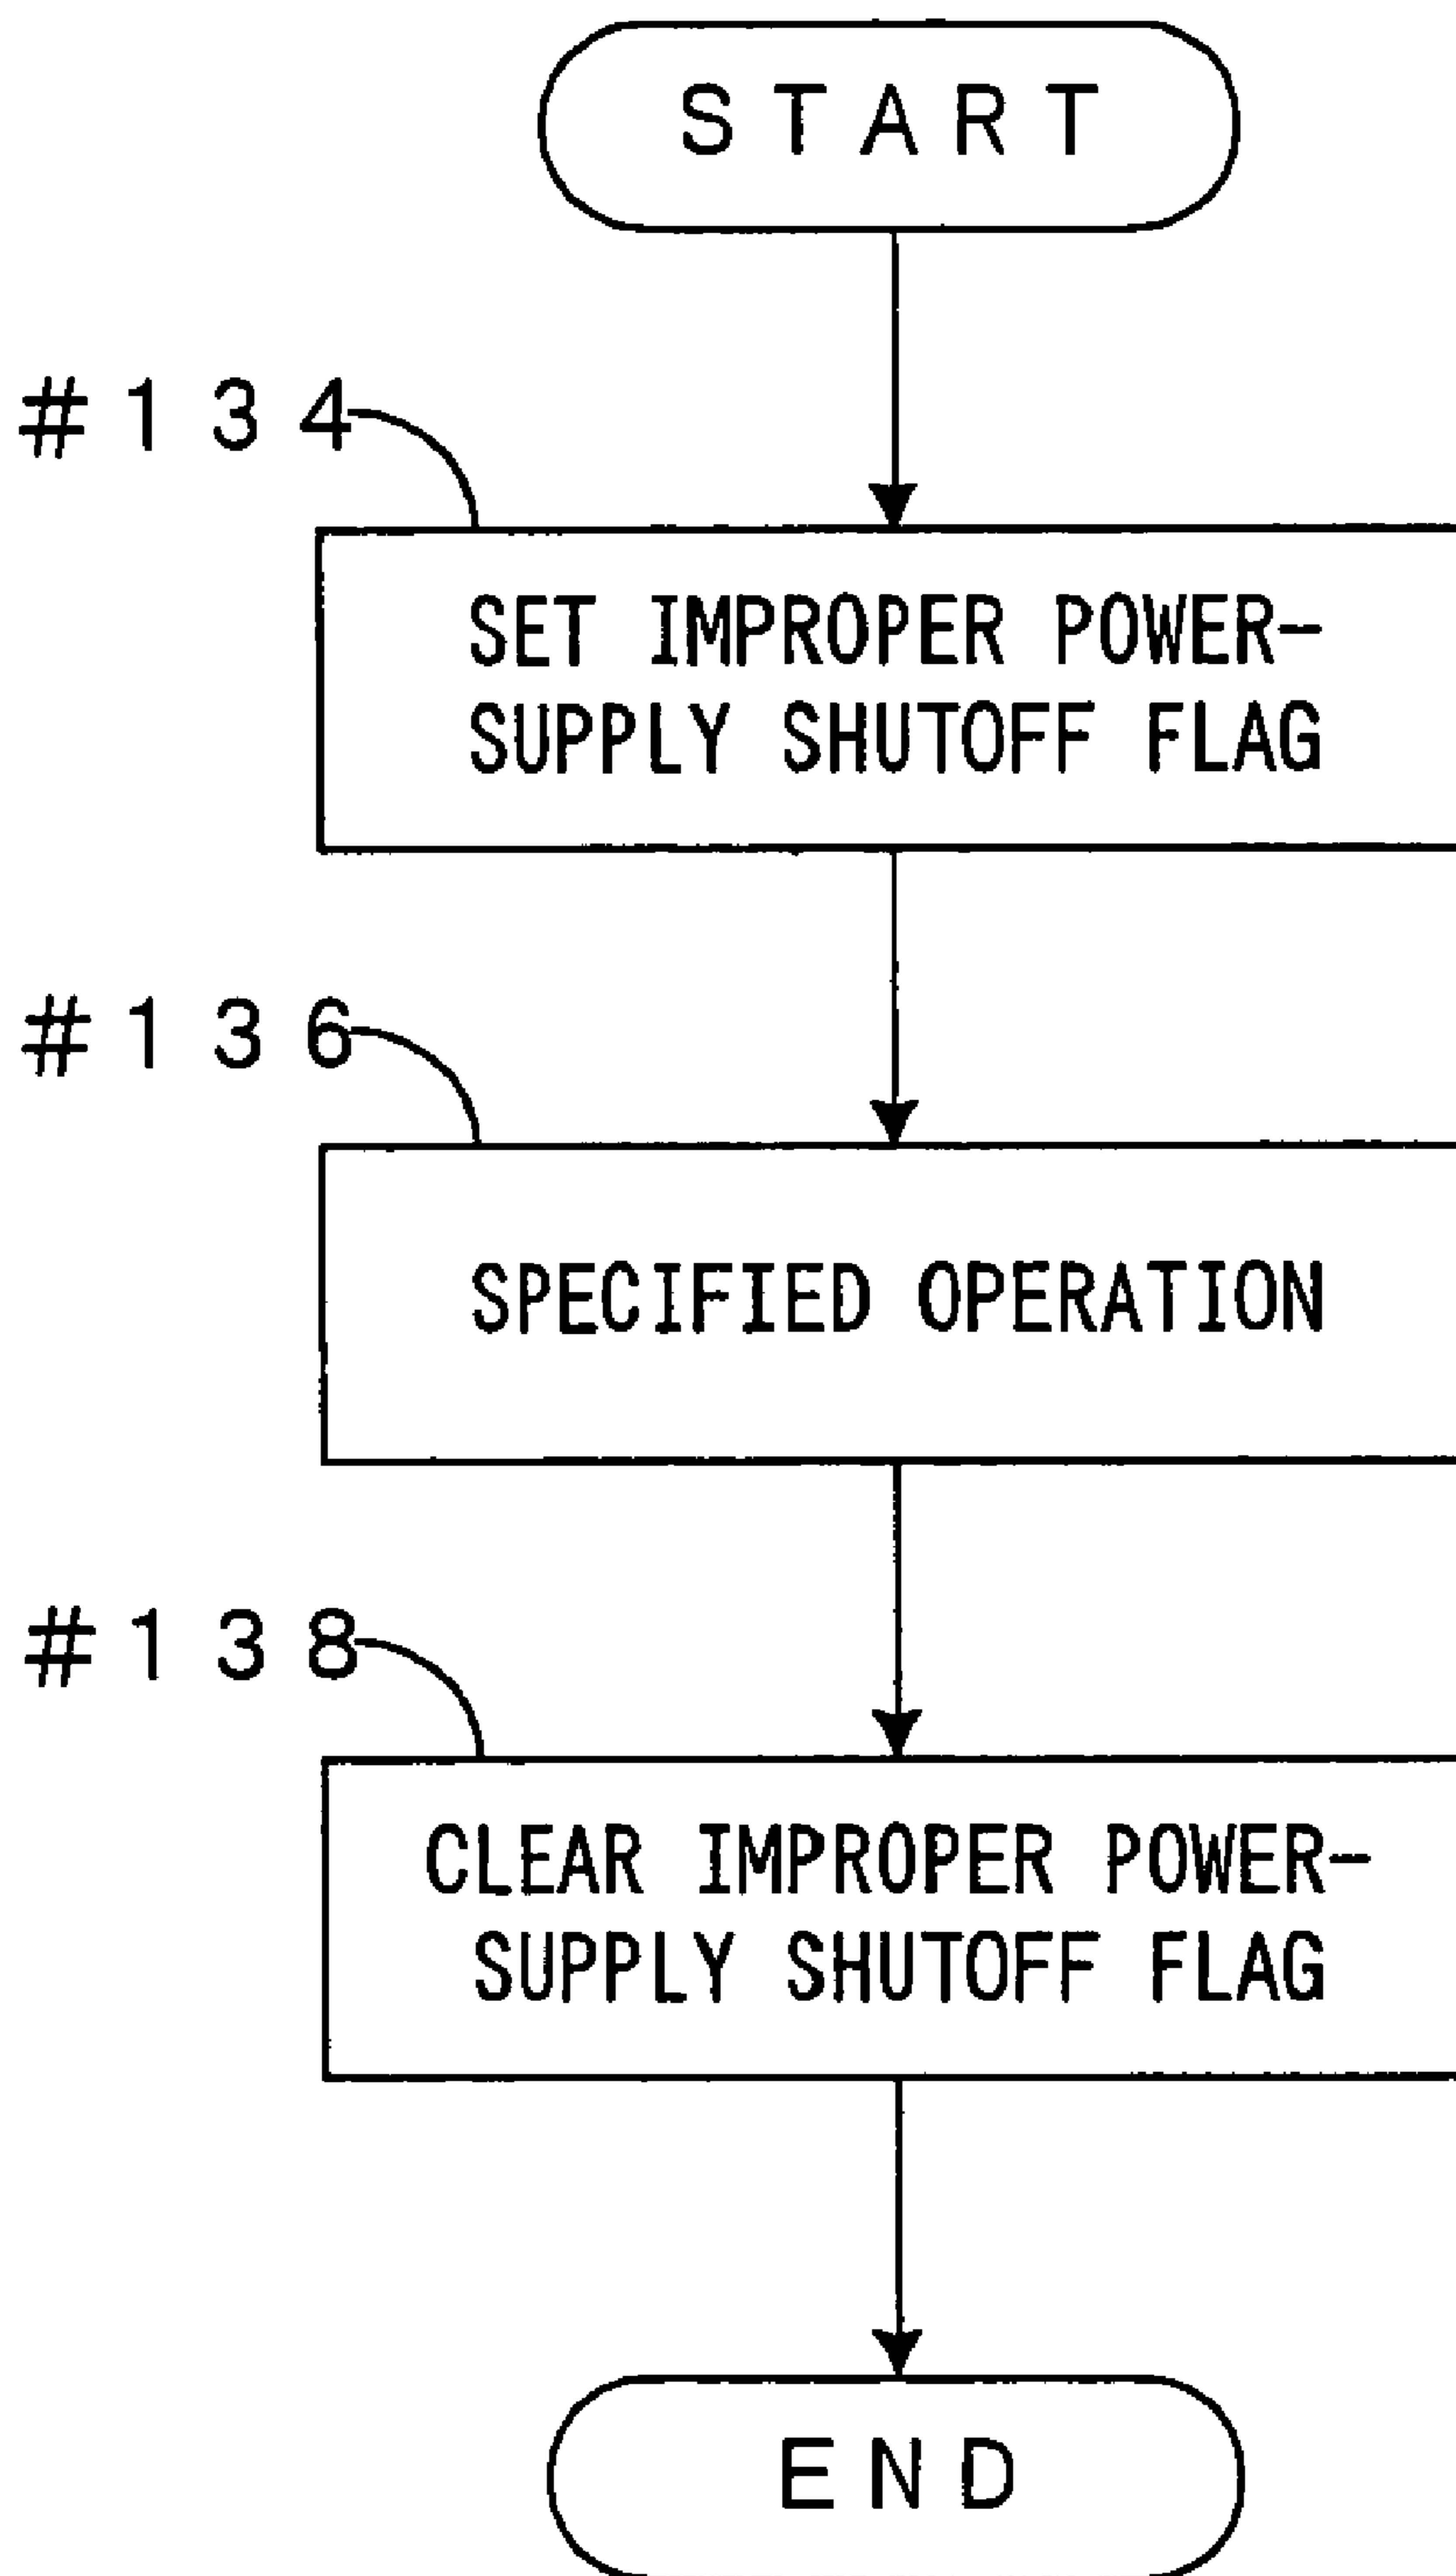 START
#134
SET IMPROPER POWER-
SUPPLY SHUTOFF FLAG
#136
SPECIFIED OPERATION
#138
CLEAR IMPROPER POWER-
SUPPLY SHUTOFF FLAG
END